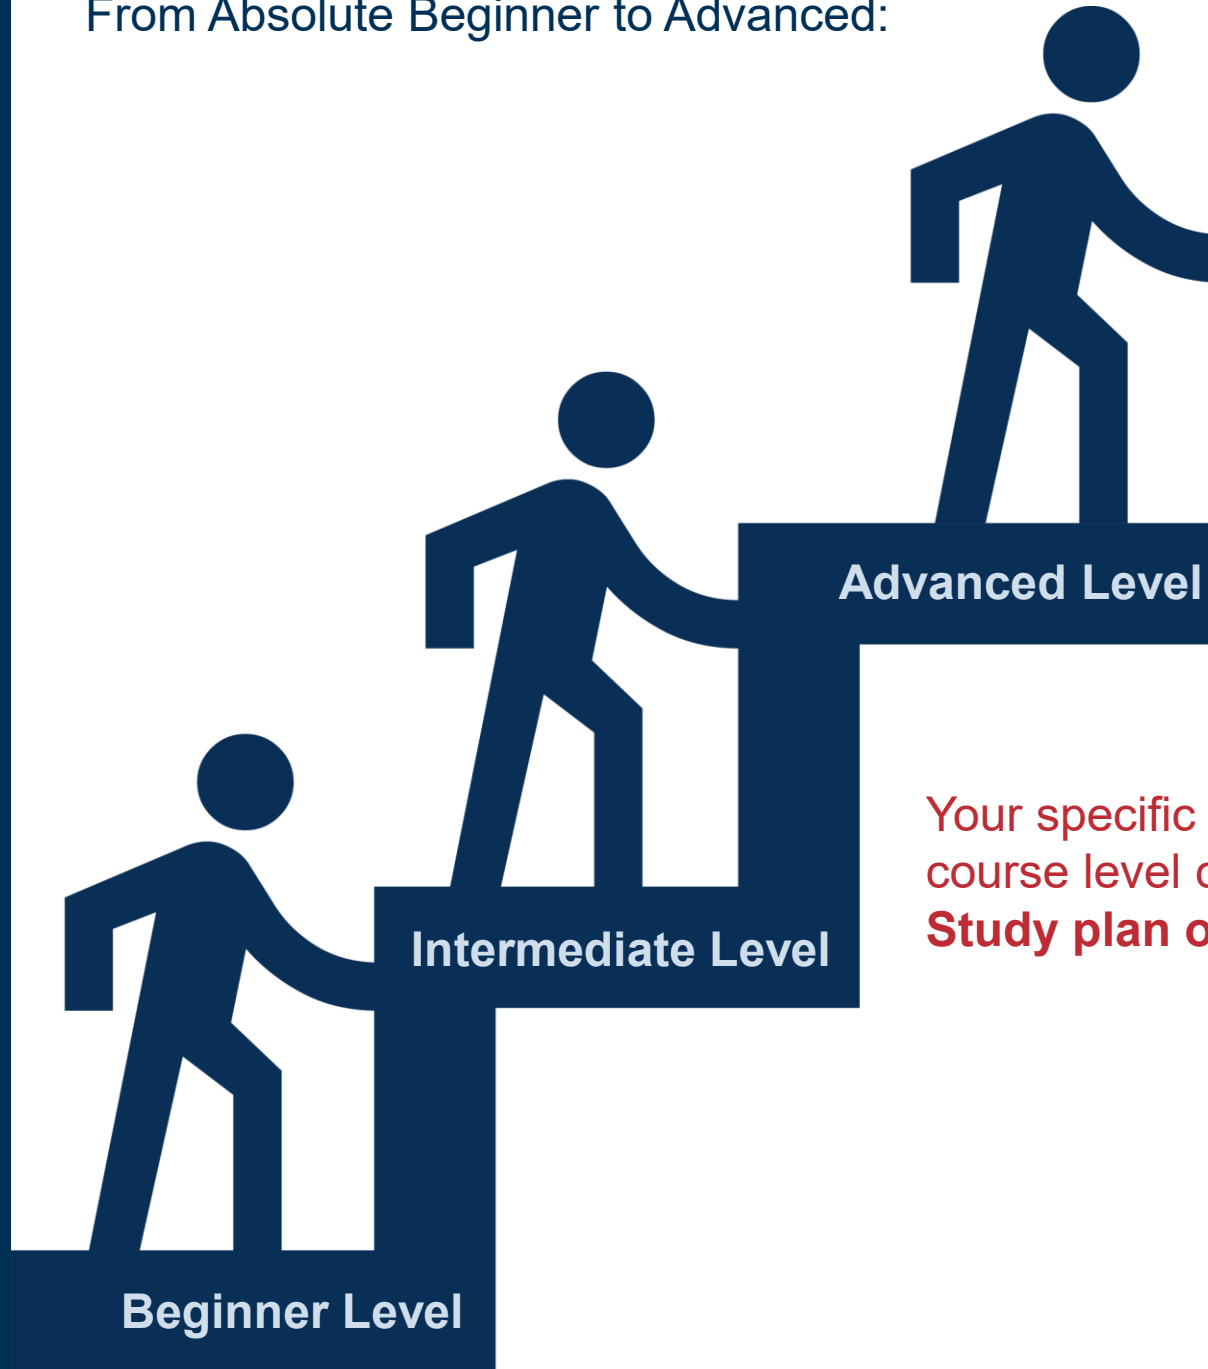 From Absolute Beginner to Advanced:
Advanced Level
Your specific
course level
Study plan
Intermediate Level
Beginner Level